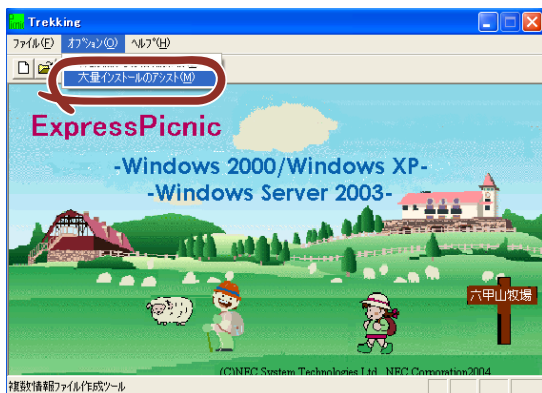 Trekking
ファイル(F) オプション(O) ヘルプ(H)
大量インストールのアシスト(M)
ExpressPicnic
-Windows 2000/Windows XP-
-Windows Server 2003-
六甲山牧場
(C)NEC System Technologies Ltd., NEC Corporation2004
複数情報ファイル作成ツール